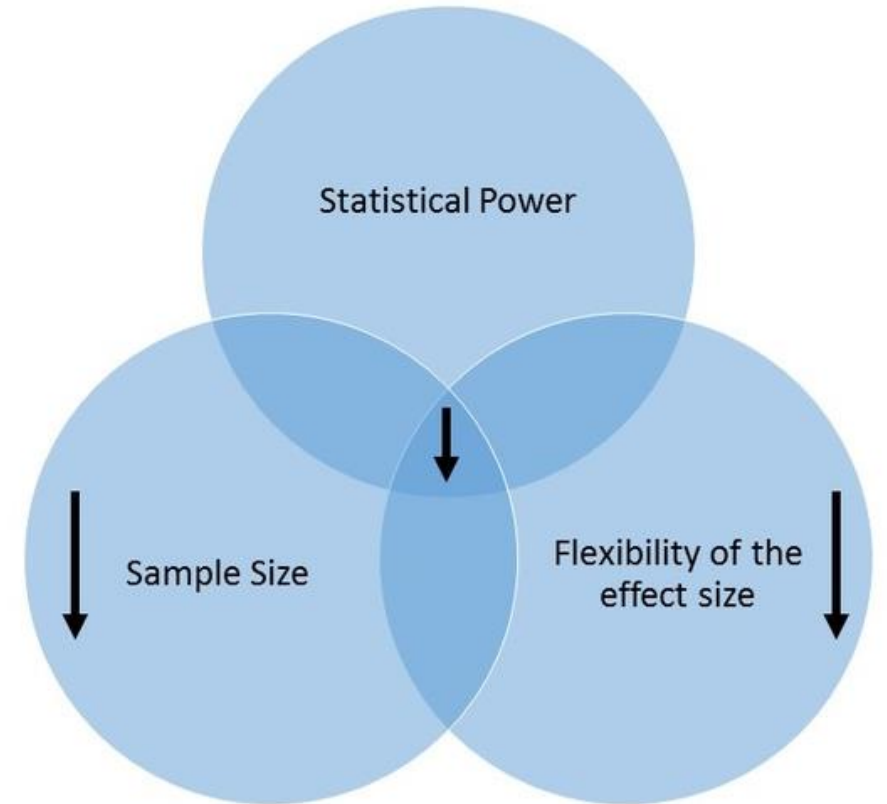 Statistical Power
Sample Size
Flexibility of the
effect size